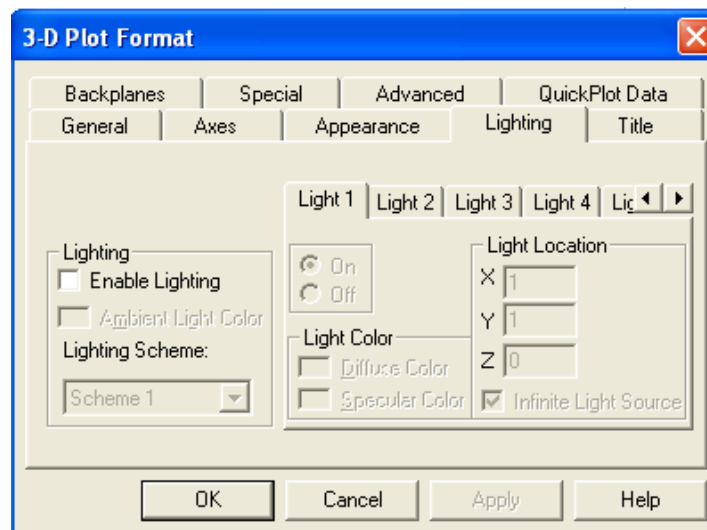 3-D Plot Format
Backplanes Special Advanced QuickPlot Data
General Axes Appearance Lighting Title
Light 1 Light 2 Light 3 Light 4 Lig
Lighting
Enable Lighting
Ambient Light Color
Lighting Scheme:
Scheme 1
On
Off
Light Color
Diffuse Color
Specular Color
Light Location
X 1
Y 1
Z 0
Infinite Light Source
OK Cancel Apply Help